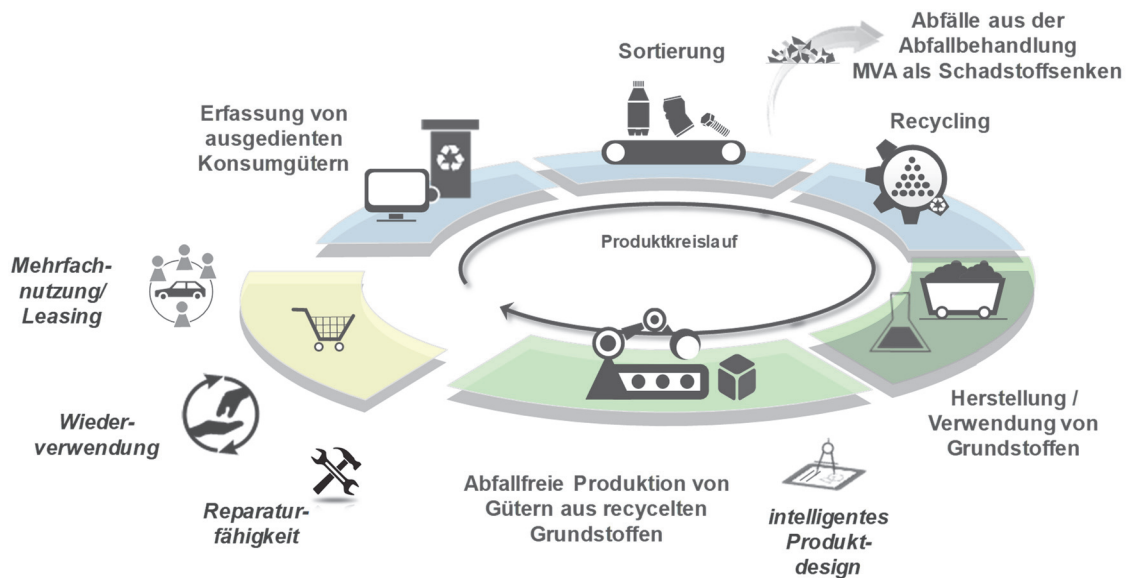 Sortierung
Abfälle aus der
Abfallbehandlung
MVA als Schadstoffsenken
Erfassung von
ausgedienten
Konsumgütern
Recycling
Produktkreislauf
Mehrfach-
nutzung/
Leasing
Wieder-
verwendung
Reparatur-
fähigkeit
Abfallfreie Produktion von
Gütern aus recycelten
Grundstoffen
intelligentes
Produkt-
design
Herstellung /
Verwendung von
Grundstoffen